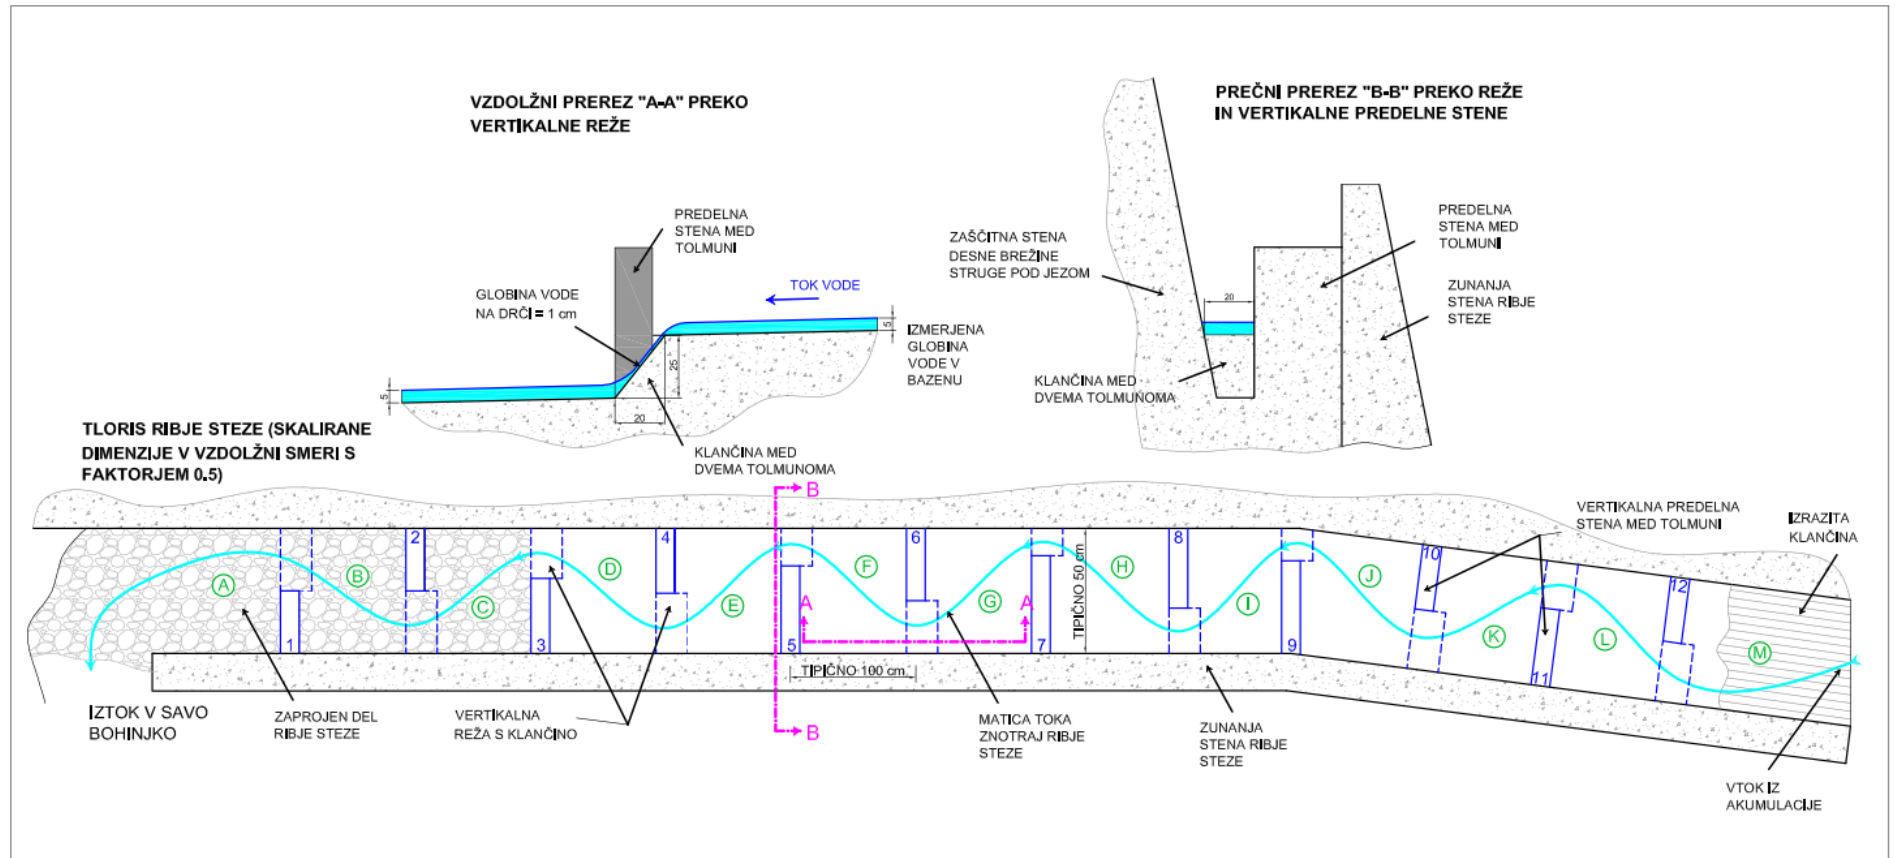 VZDOLŽNI PREREZ "A-A" PREKO
VERTIKALNE REŽE
PREČNI PREREZ "B-B" PREKO REŽE
IN VERTIKALNE PREDELNE STENE
PREDELNA
STENA MED
TOLMUNI
GLOBINA VODE
NA DRČI = 1 cm
TOK VODE
5
IZMERJENA
GLOBINA
VODE V
BAZENU
25
5
20
KLANČINA MED
DVEMA TOLMUNOMA
ZAŠČITNA STENA
DESNE BREŽINE
STRUGE POD JEZOM
20
PREDELNA
STENA MED
TOLMUNI
ZUNANJA
STENA RIBJE
STEZE
KLANČINA MED
DVEMA TOLMUNOMA
TLORIS RIBJE STEZE (SKALIRANE
DIMENZIJE V VZDOLŽNI SMERI S
FAKTORJEM 0.5)
B
VERTIKALNA PREDELNA
STENA MED TOLMUNI
IZRAZITA
KLANČINA
2
4
6
8
10
12
A
B
C
D
E
F
G
H
I
J
K
L
M
A
A
1
3
5
7
9
11
TIPIČNO 50 cm
TIPIČNO 100 cm
B
IZTOK V SAVO
BOHINJKO
ZAPROJEN DEL
RIBJE STEZE
VERTIKALNA
REŽA S KLANČINO
MATICA TOKA
ZNOTRAJ RIBJE
STEZE
ZUNANJA
STENA RIBJE
STEZE
VTOK IZ
AKUMULACIJE